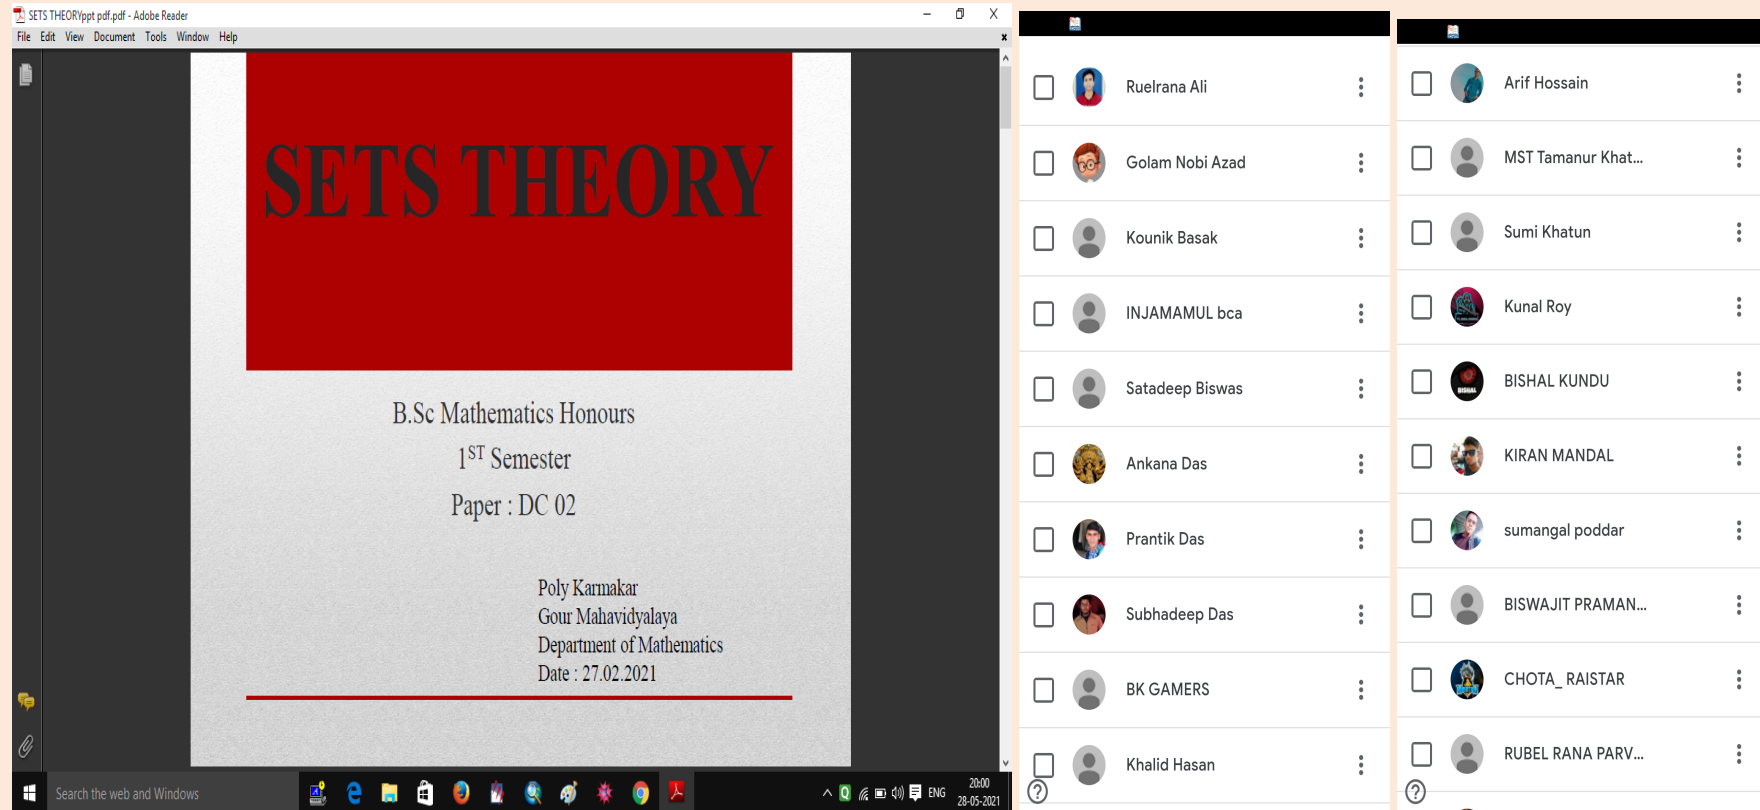 SETS THEORYppt pdf.pdf - Adobe Reader
File Edit View Document Tools Window Help
SETS THEORY
B.Sc Mathematics Honours
1ST Semester
Paper : DC 02
Poly Karmakar
Gour Mahavidyalaya
Department of Mathematics
Date : 27.02.2021
Search the web and Windows
ENG
20:00
28-05-2021
Ruelrana Ali
Golam Nobi Azad
Kounik Basak
INJAMAMUL bca
Satadeep Biswas
Ankana Das
Prantik Das
Subhadeep Das
BK GAMERS
Khalid Hasan
Arif Hossain
MST Tamanur Khat...
Sumi Khatun
Kunal Roy
BISHAL
BISHAL KUNDU
KIRAN MANDAL
sumangal poddar
BISWAJIT PRAMAN...
CHOTA_ RAISTAR
RUBEL RANA PARV...